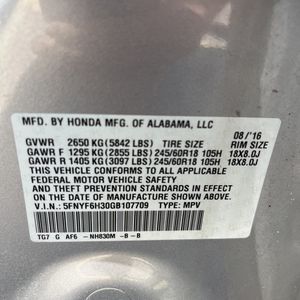 MFD. BY HONDA MFG. OF ALABAMA, LLC
08/'16
GVWR 2650 KG(5842 LBS) TIRE SIZE RIM SIZE
GAWR F 1295 KG(2855 LBS) 245/60R18 105H 18X8.0J
GAWR R 1405 KG(3097 LBS) 245/60R18 105H 18X8.0J
THIS VEHICLE CONFORMS TO ALL APPLICABLE
FEDERAL MOTOR VEHICLE SAFETY
AND THEFT PREVENTION STANDARDS IN EFFECT
ON THE DATE OF MANUFACTURE SHOWN ABOVE.
V.I.N.: 5FNYF6H30GB107709 TYPE: MPV
TG7 G AF6 -NH830M -B -B